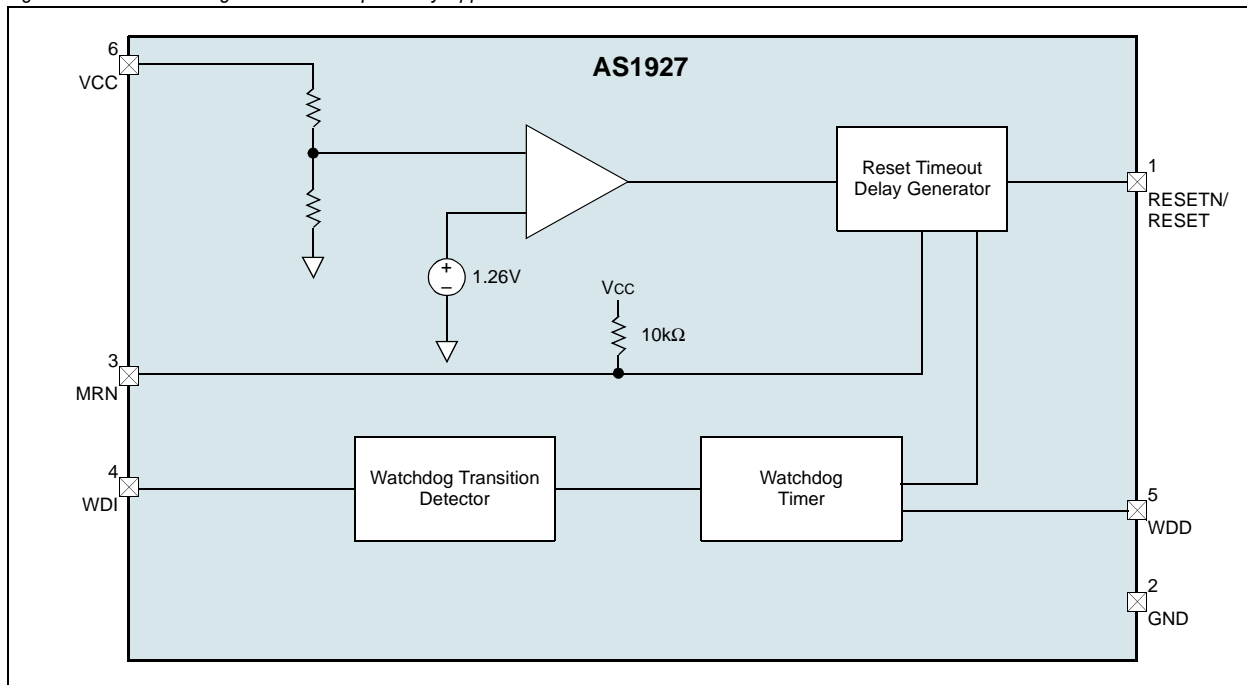 AS1927
6
VCC
Reset Timeout
Delay Generator
1
RESETN/
RESET
+
−
1.26V
VCC
10kΩ
3
MRN
4
WDI
Watchdog Transition
Detector
Watchdog
Timer
5
WDD
2
GND